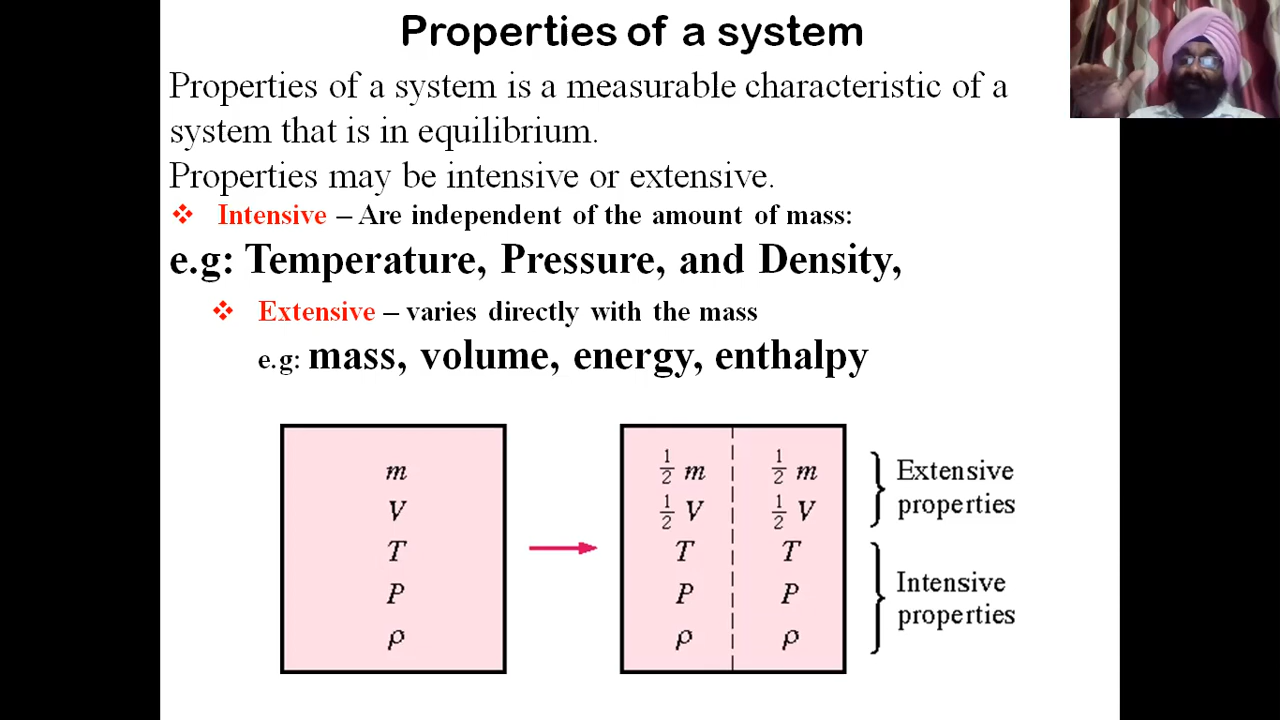 Properties of a system
Properties of a system is a measurable characteristic of a
system that is in equilibrium.
Properties may be intensive or extensive.
❖ Intensive – Are independent of the amount of mass:
e.g: Temperature, Pressure, and Density,
❖ Extensive – varies directly with the mass
e.g: mass, volume, energy, enthalpy
m
V
T
P
ρ
½ m ½ m
½ V ½ V
T T
P P
ρ ρ
Extensive
properties
Intensive
properties